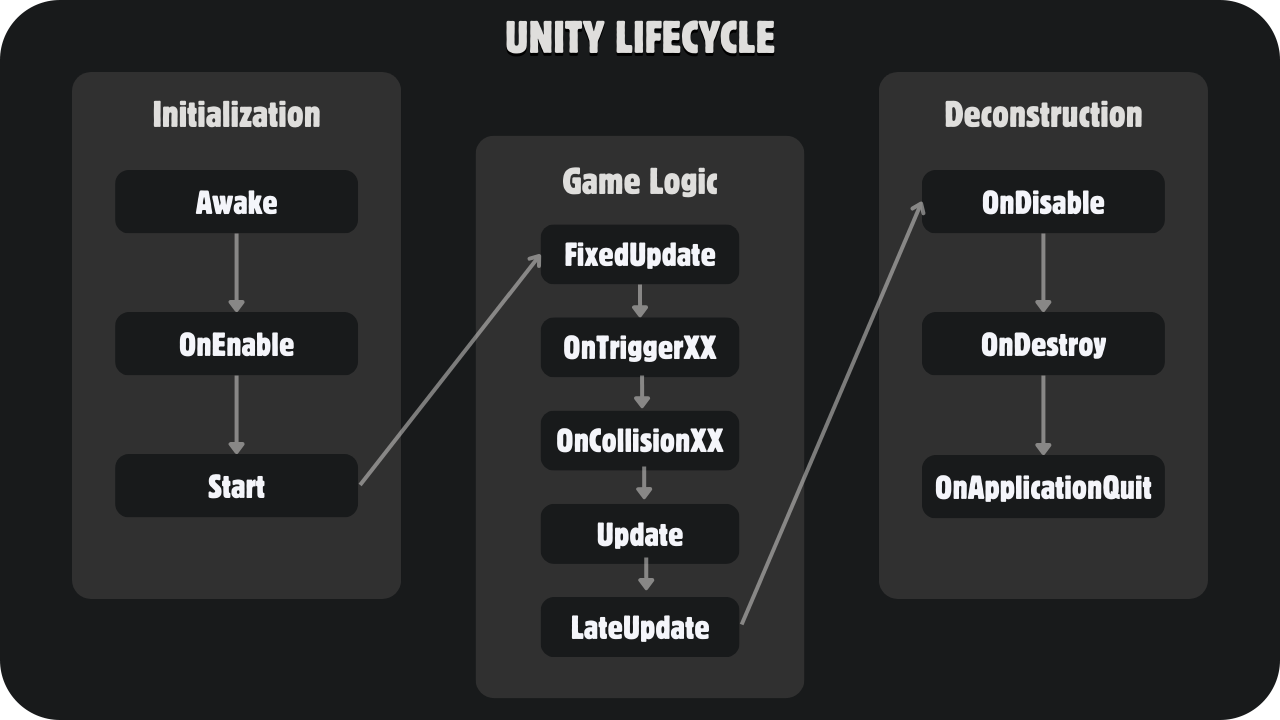 UNITY LIFECYCLE
Initialization
Awake
OnEnable
Start
Game Logic
FixedUpdate
OnTriggerXX
OnCollisionXX
Update
LateUpdate
Deconstruction
OnDisable
OnDestroy
OnApplicationQuit